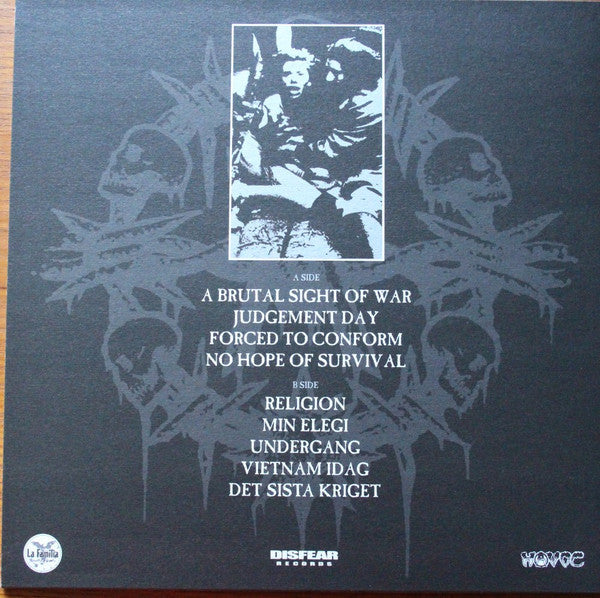 A SIDE
A BRUTAL SIGHT OF WAR
JUDGEMENT DAY
FORCED TO CONFORM
NO HOPE OF SURVIVAL
B SIDE
RELIGION
MIN ELEGI
UNDERGANG
VIETNAM IDAG
DET SISTA KRIGET
La Familia
DISFEAR
RECORDS
HAVOC